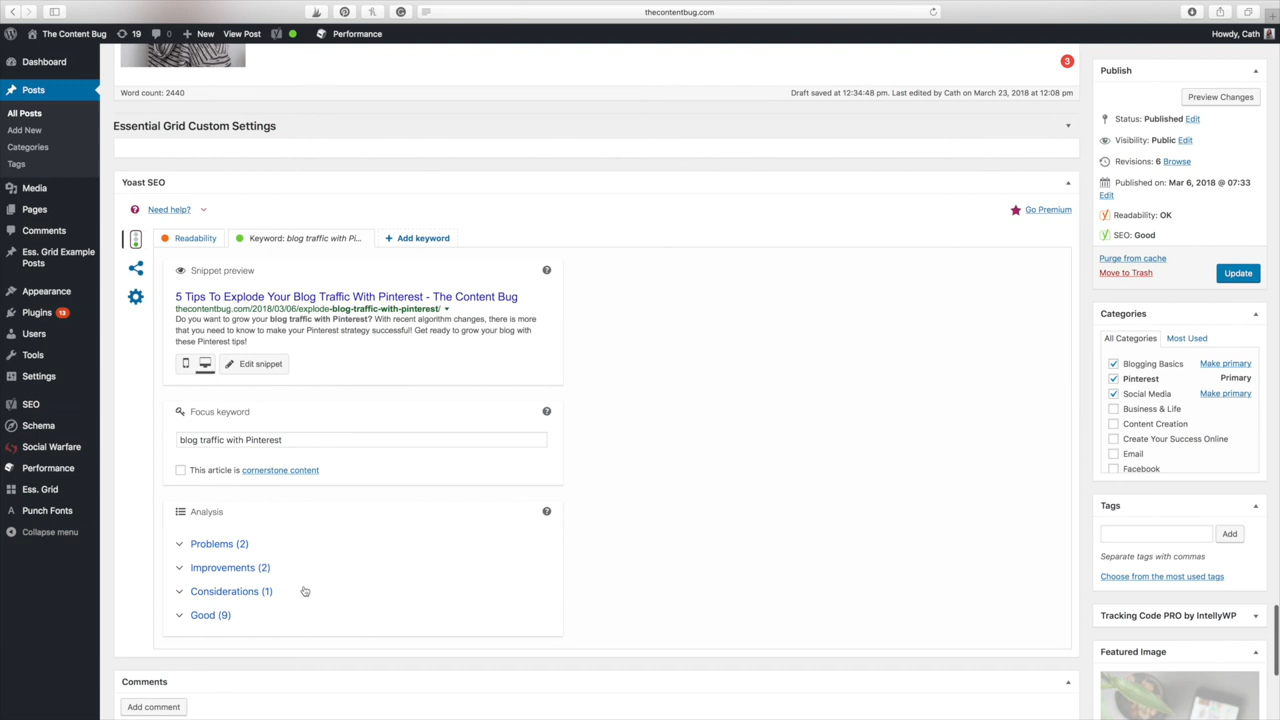 thecontentbug.com
The Content Bug
19
New
View Post
Performance
Howdy, Cath
Dashboard
Posts
All Posts
Add New
Categories
Tags
Media
Pages
Comments
Ess. Grid Example
Posts
Appearance
Plugins 13
Users
Tools
Settings
SEO
Schema
Social Warfare
Performance
Ess. Grid
Punch Fonts
Collapse menu
3
Word count: 2440
Draft saved at 12:34:48 pm. Last edited by Cath on March 23, 2018 at 12:08 pm
Essential Grid Custom Settings
Yoast SEO
Need help?
Go Premium
Readability
Keyword: blog traffic with Pi...
+ Add keyword
Snippet preview
5 Tips To Explode Your Blog Traffic With Pinterest - The Content Bug
thecontentbug.com/2018/03/06/explode-blog-traffic-with-pinterest/
Do you want to grow your blog traffic with Pinterest? With recent algorithm changes, there is more
that you need to know to make your Pinterest strategy successful! Get ready to grow your blog with
these Pinterest tips!
Edit snippet
Focus keyword
blog traffic with Pinterest
This article is cornerstone content
Analysis
Problems (2)
Improvements (2)
Considerations (1)
Good (9)
Comments
Add comment
Publish
Preview Changes
Status: Published Edit
Visibility: Public Edit
Revisions: 6 Browse
Published on: Mar 6, 2018 @ 07:33
Edit
Readability: OK
SEO: Good
Purge from cache
Move to Trash
Update
Categories
All Categories
Most Used
Blogging Basics Make primary
Pinterest Primary
Social Media Make primary
Business & Life
Content Creation
Create Your Success Online
Email
Facebook
Tags
Add
Separate tags with commas
Choose from the most used tags
Tracking Code PRO by IntellyWP
Featured Image